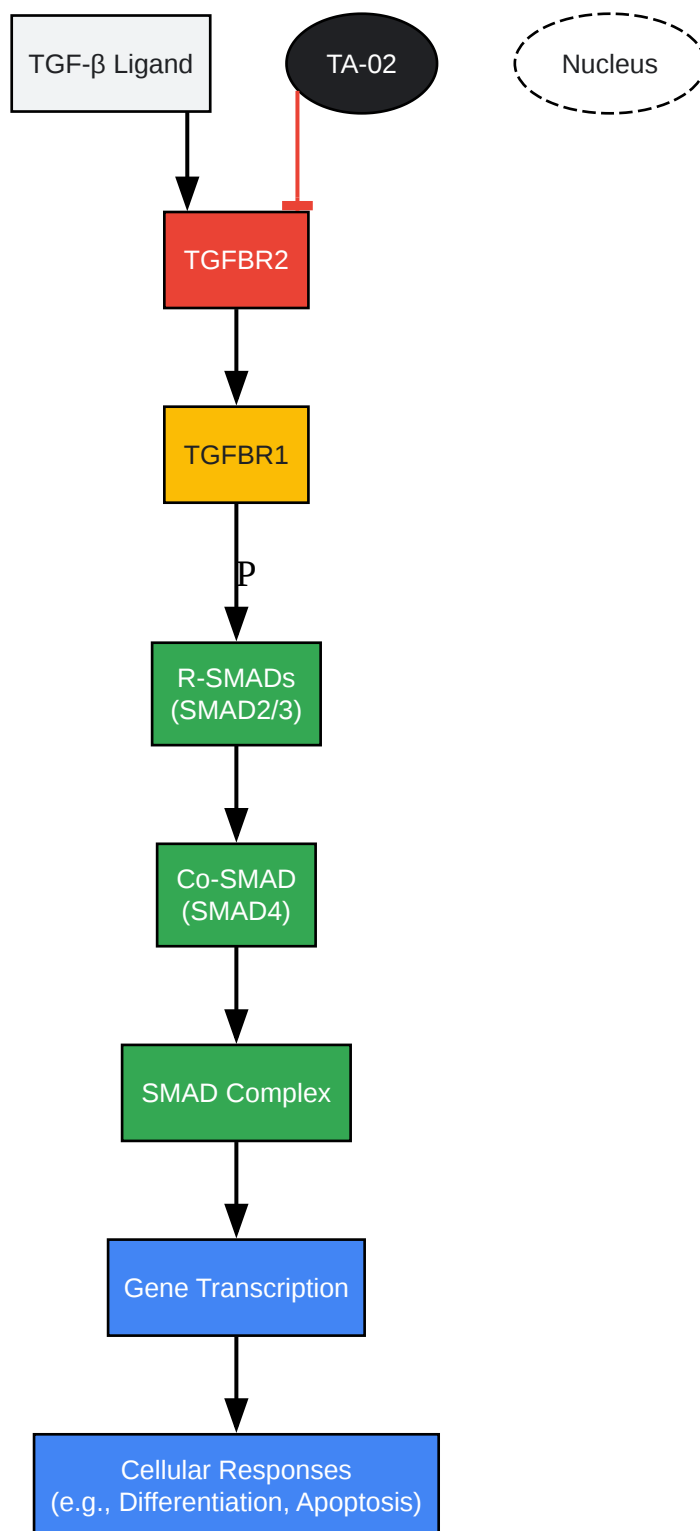 TGF-β Ligand
TA-02
Nucleus
TGFBR2
TGFBR1
P
R-SMADs
(SMAD2/3)
Co-SMAD
(SMAD4)
SMAD Complex
Gene Transcription
Cellular Responses
(e.g., Differentiation, Apoptosis)